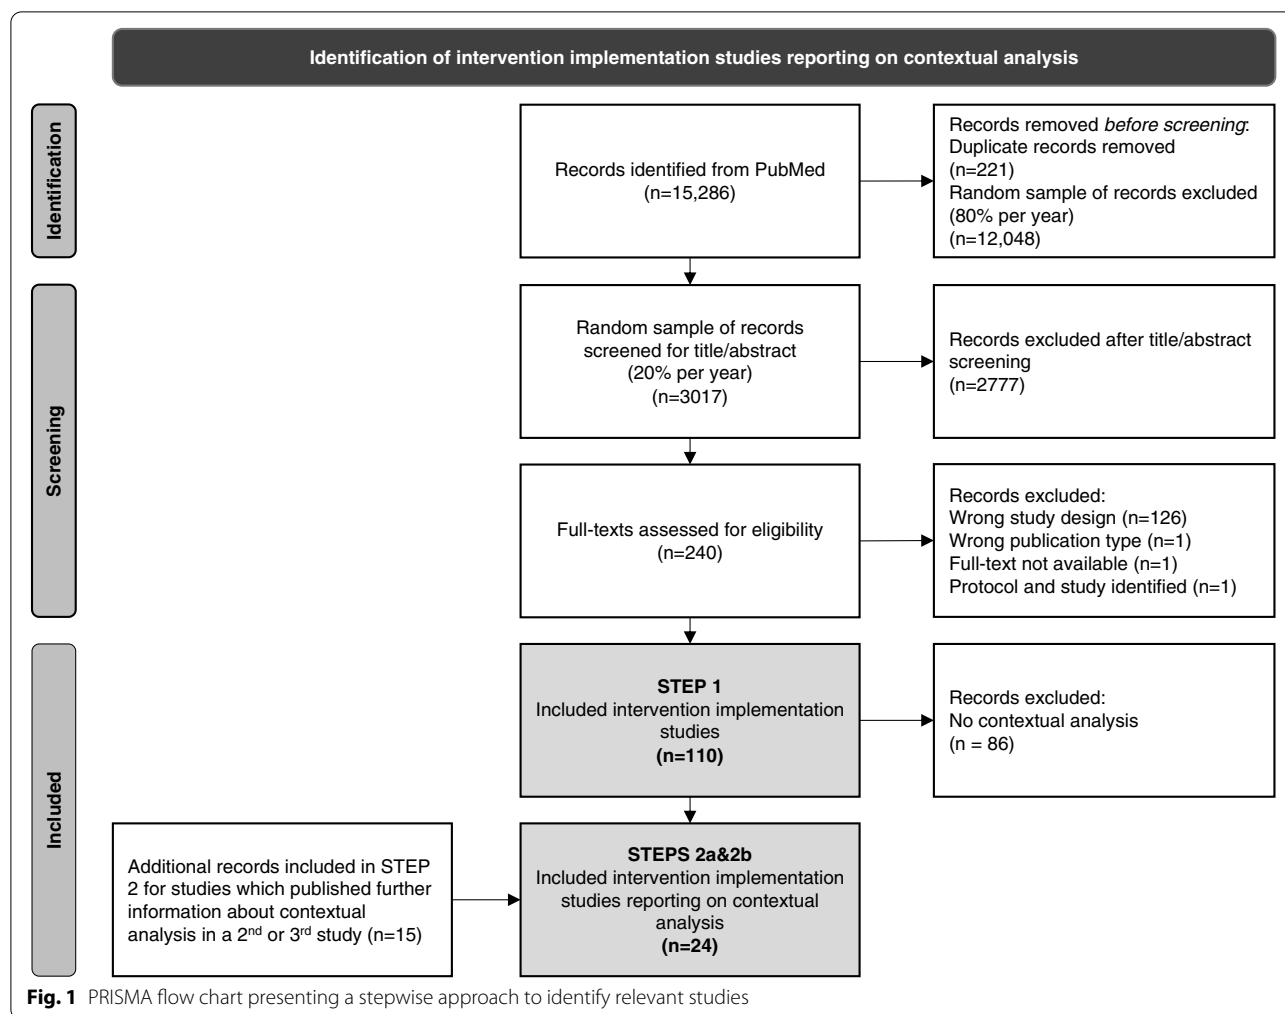 Identification of intervention implementation studies reporting on contextual analysis
Identification
Records identified from PubMed
(n=15,286)
Records removed before screening:
Duplicate records removed
(n=221)
Random sample of records excluded
(80% per year)
(n=12,048)
Screening
Random sample of records
screened for title/abstract
(20% per year)
(n=3017)
Records excluded after title/abstract
screening
(n=2777)
Full-texts assessed for eligibility
(n=240)
Records excluded:
Wrong study design (n=126)
Wrong publication type (n=1)
Full-text not available (n=1)
Protocol and study identified (n=1)
Included
STEP 1
Included intervention implementation
studies
(n=110)
Records excluded:
No contextual analysis
(n = 86)
Additional records included in STEP
2 for studies which published further
information about contextual
analysis in a 2nd or 3rd study (n=15)
STEPS 2a&2b
Included intervention implementation
studies reporting on contextual
analysis
(n=24)
Fig. 1 PRISMA flow chart presenting a stepwise approach to identify relevant studies